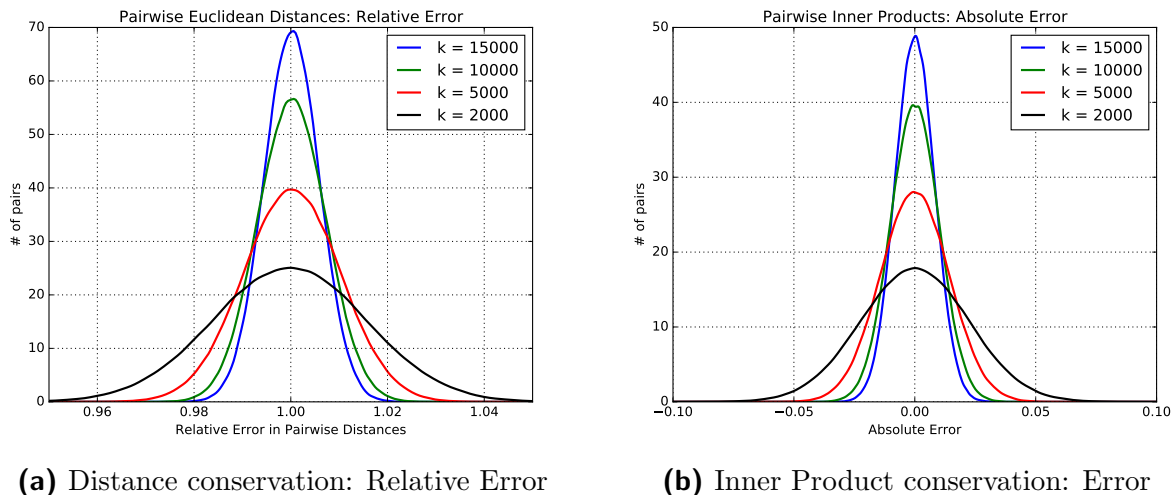 Pairwise Euclidean Distances: Relative Error
70
60
50
40
30
20
10
0
# of pairs
k = 15000
k = 10000
k = 5000
k = 2000
0.96 0.98 1.00 1.02 1.04
Relative Error in Pairwise Distances
(a) Distance conservation: Relative Error
Pairwise Inner Products: Absolute Error
50
40
30
20
10
0
# of pairs
k = 15000
k = 10000
k = 5000
k = 2000
−0.10 −0.05 0.00 0.05 0.10
Absolute Error
(b) Inner Product conservation: Error